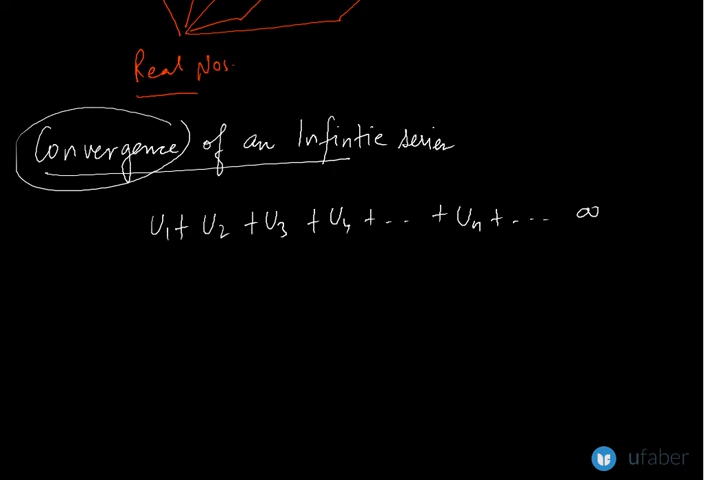 Real Nos.
Convergence of an Infintie series
U1 + U2 + U3 + U4 + .. + Un + ... ∞
ufaber